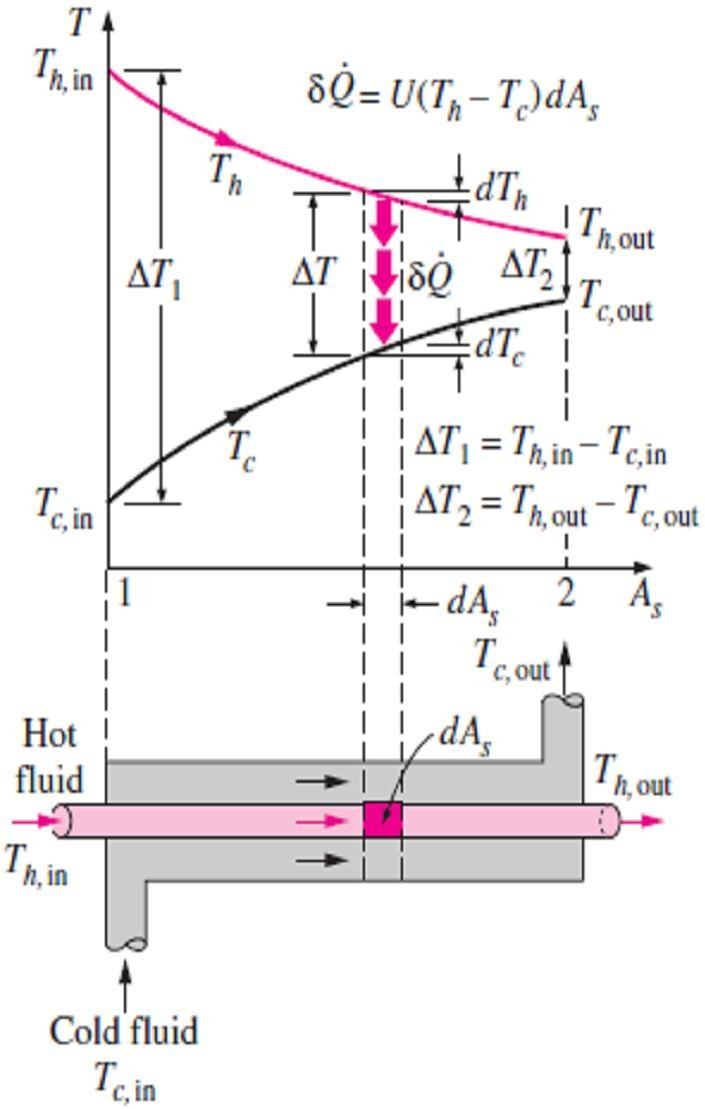 T
T_h,in
δQ̇ = U(T_h – T_c) dA_s
T_h
dT_h
T_h,out
ΔT_1
ΔT
δQ̇
ΔT_2
T_c,out
dT_c
T_c
ΔT_1 = T_h,in – T_c,in
T_c,in
ΔT_2 = T_h,out – T_c,out
1
dA_s
2
A_s
T_c,out
Hot
fluid
dA_s
T_h,out
T_h,in
Cold fluid
T_c,in